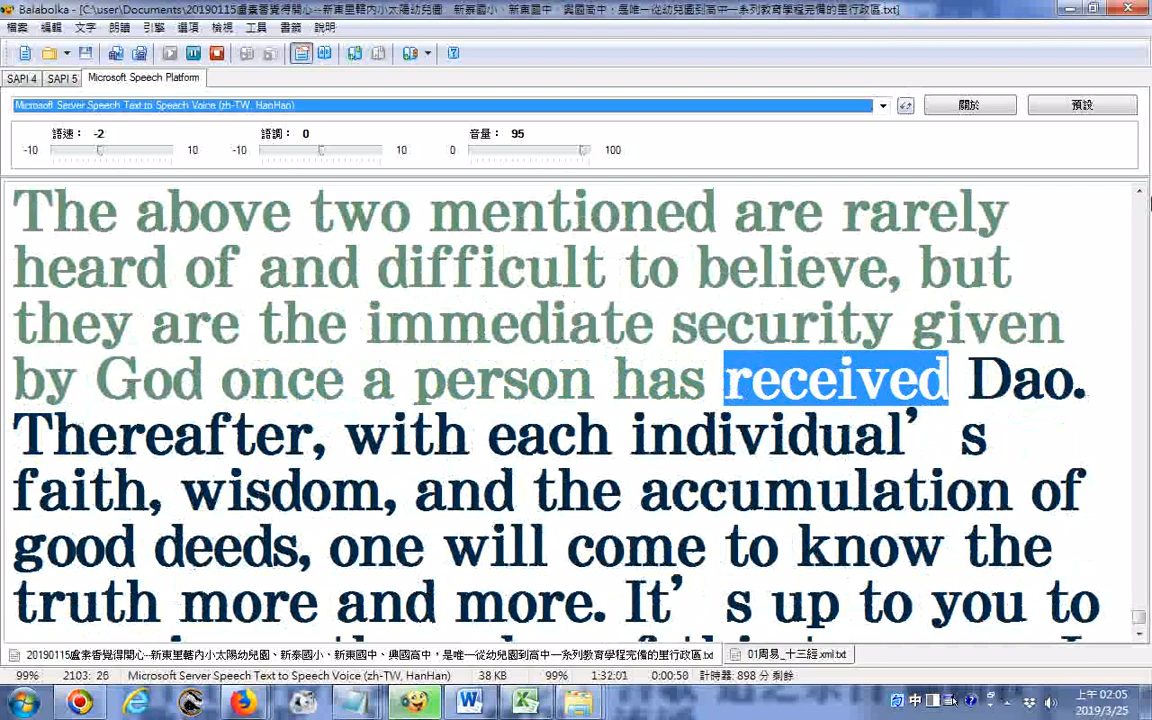 Balabolka - [C:\user\Documents\20190115盧素香覺得開心--新東里轄內小太陽幼兒園、新泰國小、新東國中、興國高中，是唯一從幼兒園到高中一系列教育學程完備的里行政區.txt]
檔案 編輯 文字 朗讀 引擎 選項 檢視 工具 書籤 說明
SAPI 4 SAPI 5 Microsoft Speech Platform
Microsoft Server Speech Text to Speech Voice (zh-TW, HanHan) 關於 預設
語速： -2 語調： 0 音量： 95
-10 10 -10 10 0 100
The above two mentioned are rarely
heard of and difficult to believe, but
they are the immediate security given
by God once a person has received Dao.
Thereafter, with each individual’s
faith, wisdom, and the accumulation of
good deeds, one will come to know the
truth more and more. It’s up to you to
20190115盧素香覺得開心--新東里轄內小太陽幼兒園、新泰國小、新東國中、興國高中，是唯一從幼兒園到高中一系列教育學程完備的里行政區.txt 01周易_十三經.xml.txt
99% 2103: 26 Microsoft Server Speech Text to Speech Voice (zh-TW, HanHan) 38 KB 99% 1:32:01 0:00:58 計時器: 898 分 剩餘
中 上午 02:05
2019/3/25